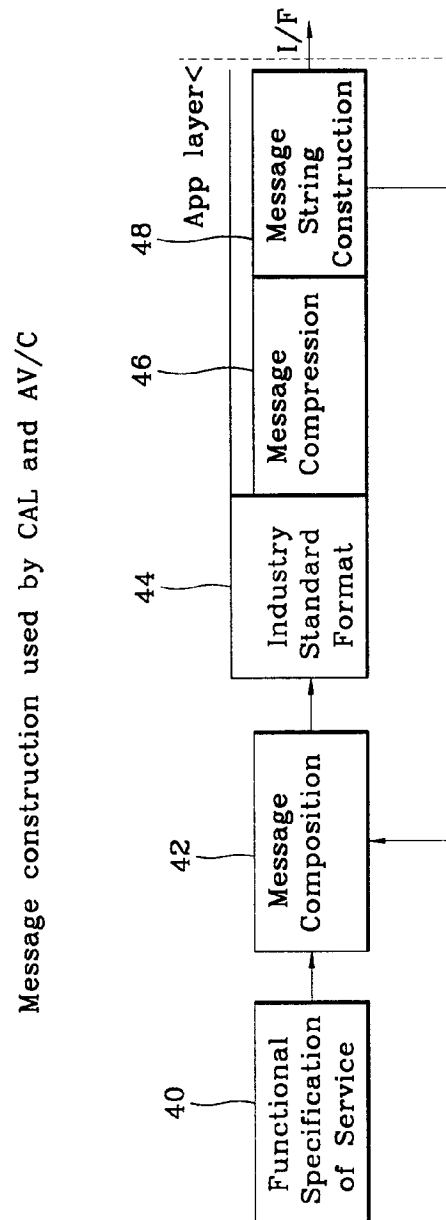 Message construction used by CAL and AV/C
40
Functional
Specification
of Service
42
Message
Composition
44
Industry
Standard
Format
46
Message
Compression
48
Message
String
Construction
App layer<
I/F